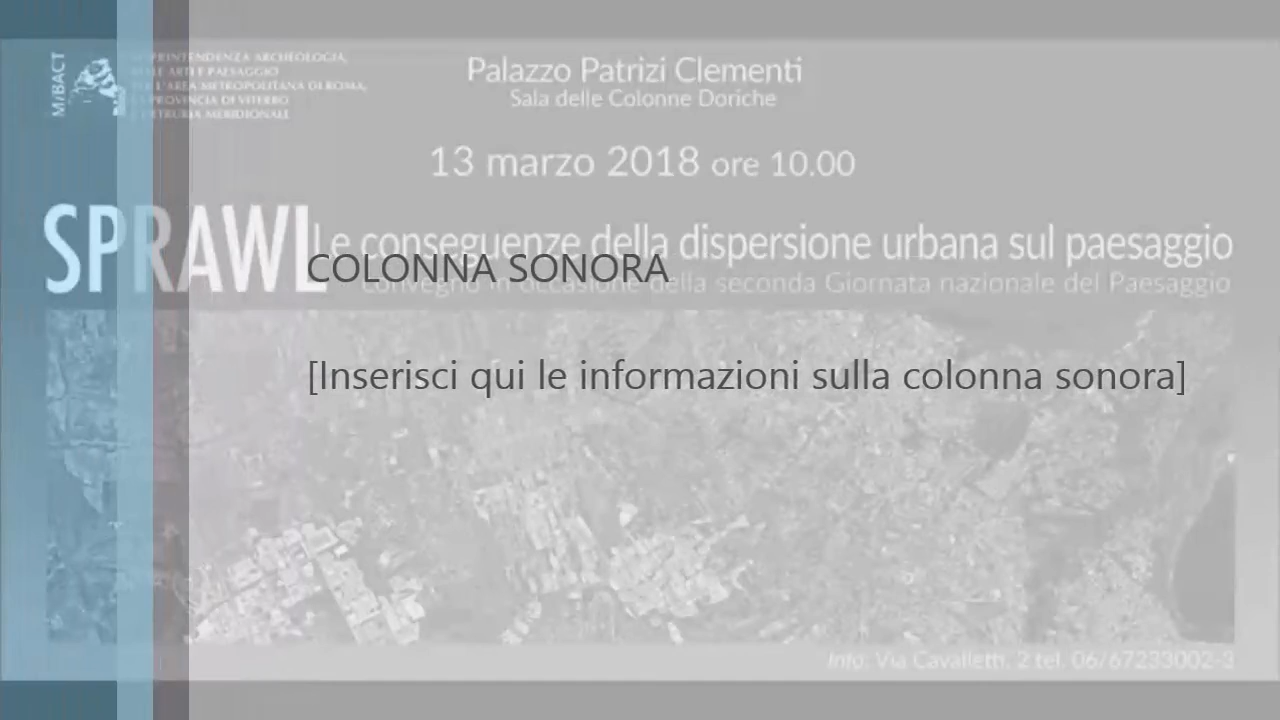 MiBACT
SOPRINTENDENZA ARCHEOLOGIA,
BELLE ARTI E PAESAGGIO
PER L'AREA METROPOLITANA DI ROMA,
LA PROVINCIA DI VITERBO
E L'ETRURIA MERIDIONALE
Palazzo Patrizi Clementi
Sala delle Colonne Doriche
13 marzo 2018 ore 10.00
SPRAWL Le conseguenze della dispersione urbana sul paesaggio
Convegno in occasione della seconda Giornata nazionale del Paesaggio
COLONNA SONORA
[Inserisci qui le informazioni sulla colonna sonora]
Info: Via Cavalletti, 2 tel. 06/67233002-3